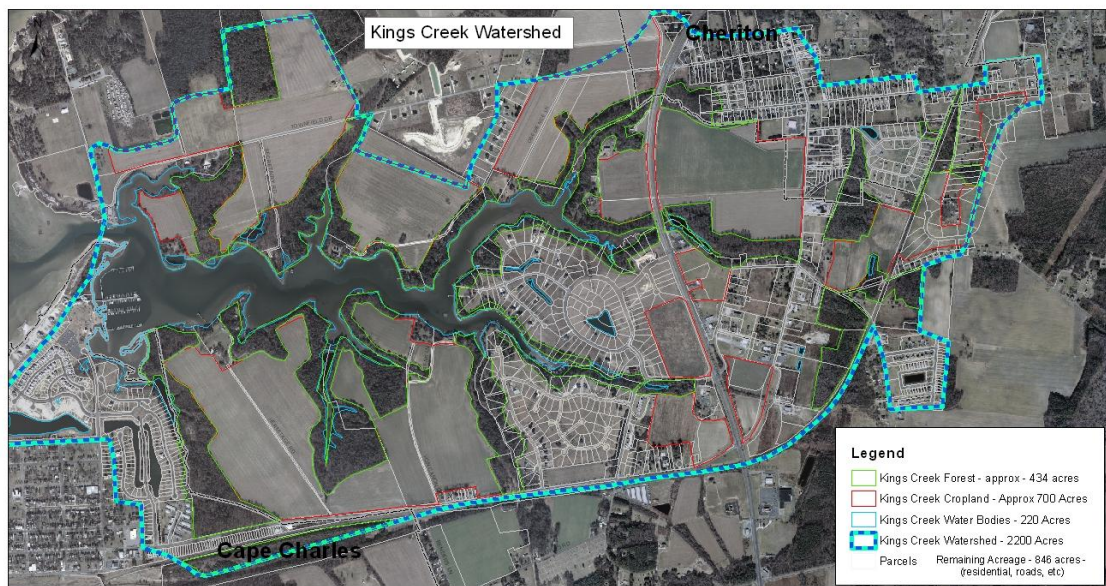 Kings Creek Watershed
Cheriton
Cape Charles
Legend
Kings Creek Forest - approx - 434 acres
Kings Creek Cropland - Approx 700 Acres
Kings Creek Water Bodies - 220 Acres
Kings Creek Watershed - 2200 Acres
Parcels Remaining Acreage - 846 acres -
(residential, roads, etc)